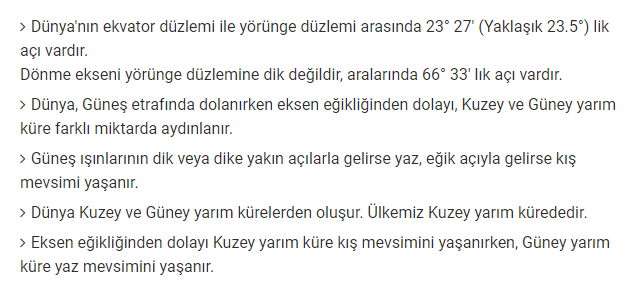 > Dünya'nın ekvator düzlemi ile yörünge düzlemi arasında 23° 27' (Yaklaşık 23.5°) lik
açı vardır.
Dönme ekseni yörünge düzlemine dik değildir, aralarında 66° 33' lık açı vardır.
> Dünya, Güneş etrafında dolanırken eksen eğikliğinden dolayı, Kuzey ve Güney yarım
küre farklı miktarda aydınlanır.
> Güneş ışınlarının dik veya dike yakın açılarla gelirse yaz, eğik açıyla gelirse kış
mevsimi yaşanır.
> Dünya Kuzey ve Güney yarım kürelerden oluşur. Ülkemiz Kuzey yarım kürededir.
> Eksen eğikliğinden dolayı Kuzey yarım küre kış mevsimini yaşanırken, Güney yarım
küre yaz mevsimini yaşanır.